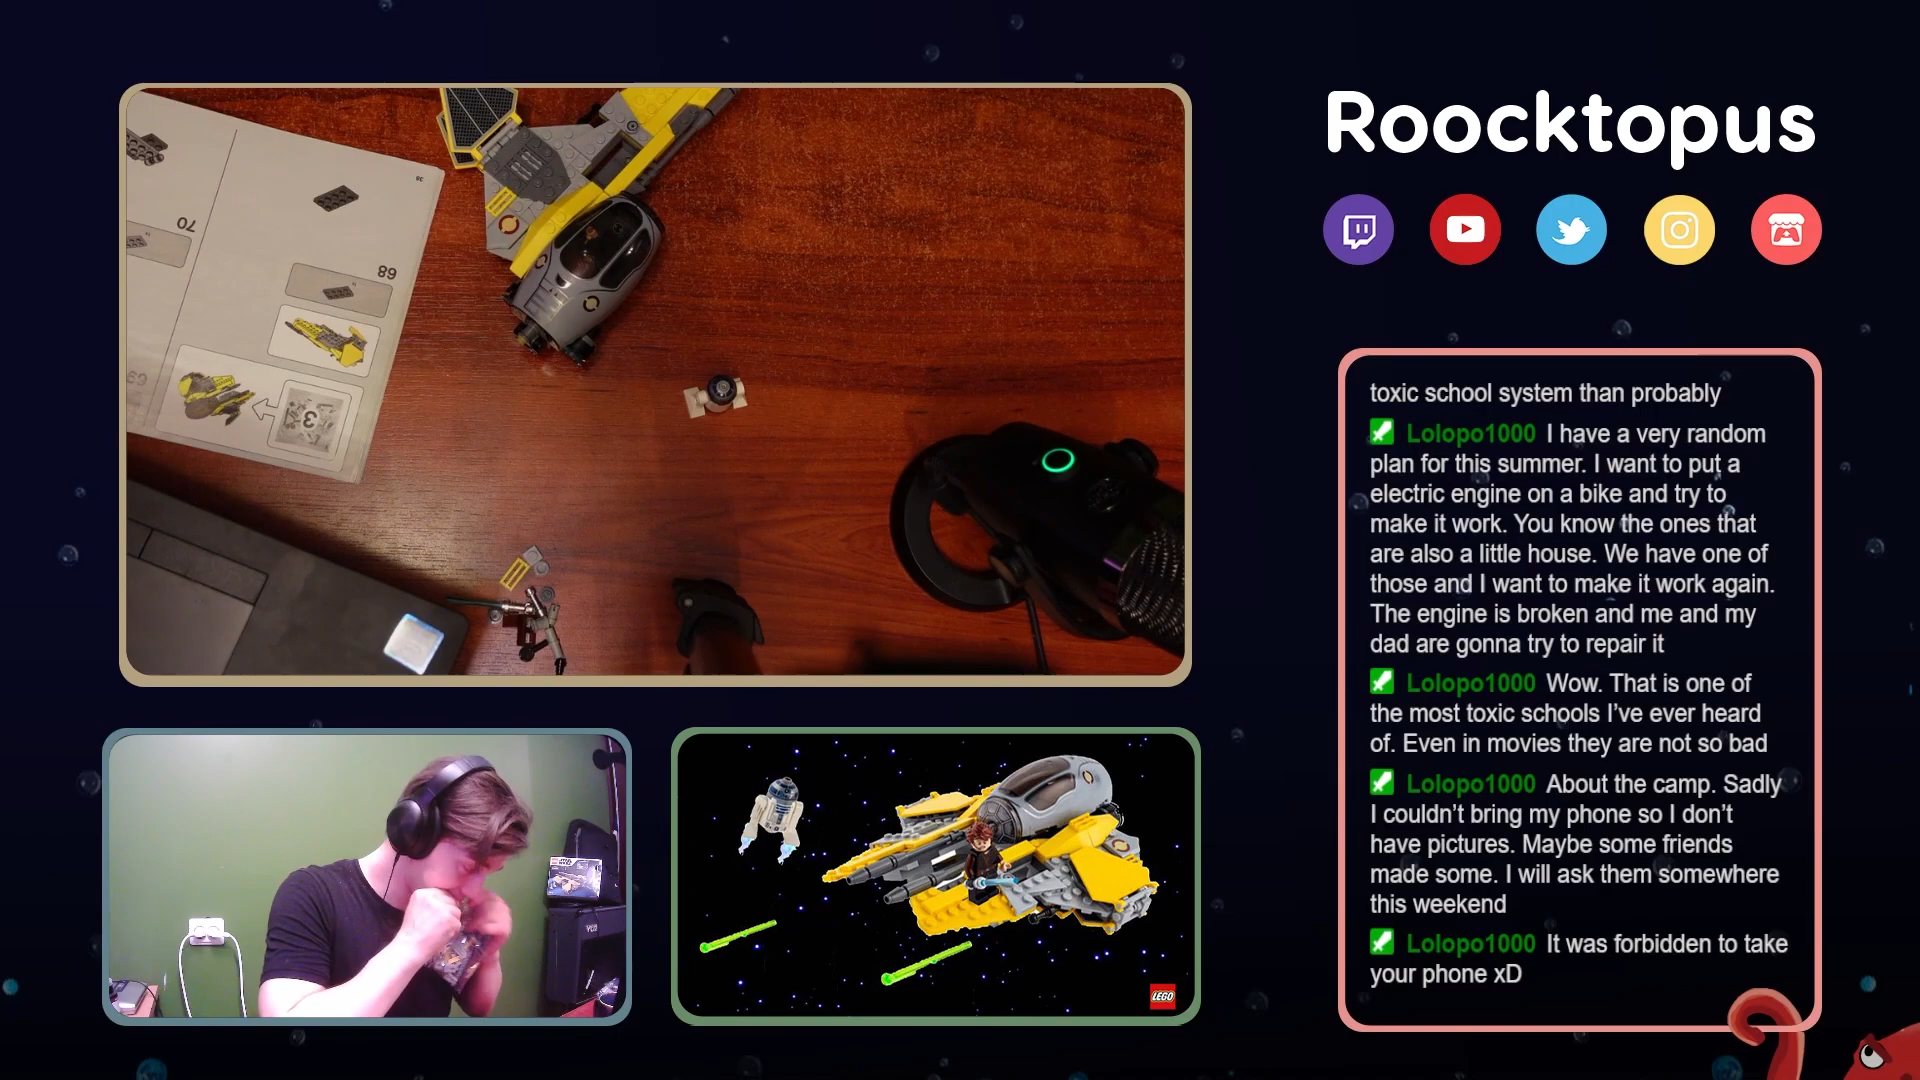 Roocktopus
38
70
68
69
3
toxic school system than probably
Lolopo1000 I have a very random
plan for this summer. I want to put a
electric engine on a bike and try to
make it work. You know the ones that
are also a little house. We have one of
those and I want to make it work again.
The engine is broken and me and my
dad are gonna try to repair it
Lolopo1000 Wow. That is one of
the most toxic schools I've ever heard
of. Even in movies they are not so bad
Lolopo1000 About the camp. Sadly
I couldn't bring my phone so I don't
have pictures. Maybe some friends
made some. I will ask them somewhere
this weekend
Lolopo1000 It was forbidden to take
your phone xD
LEGO